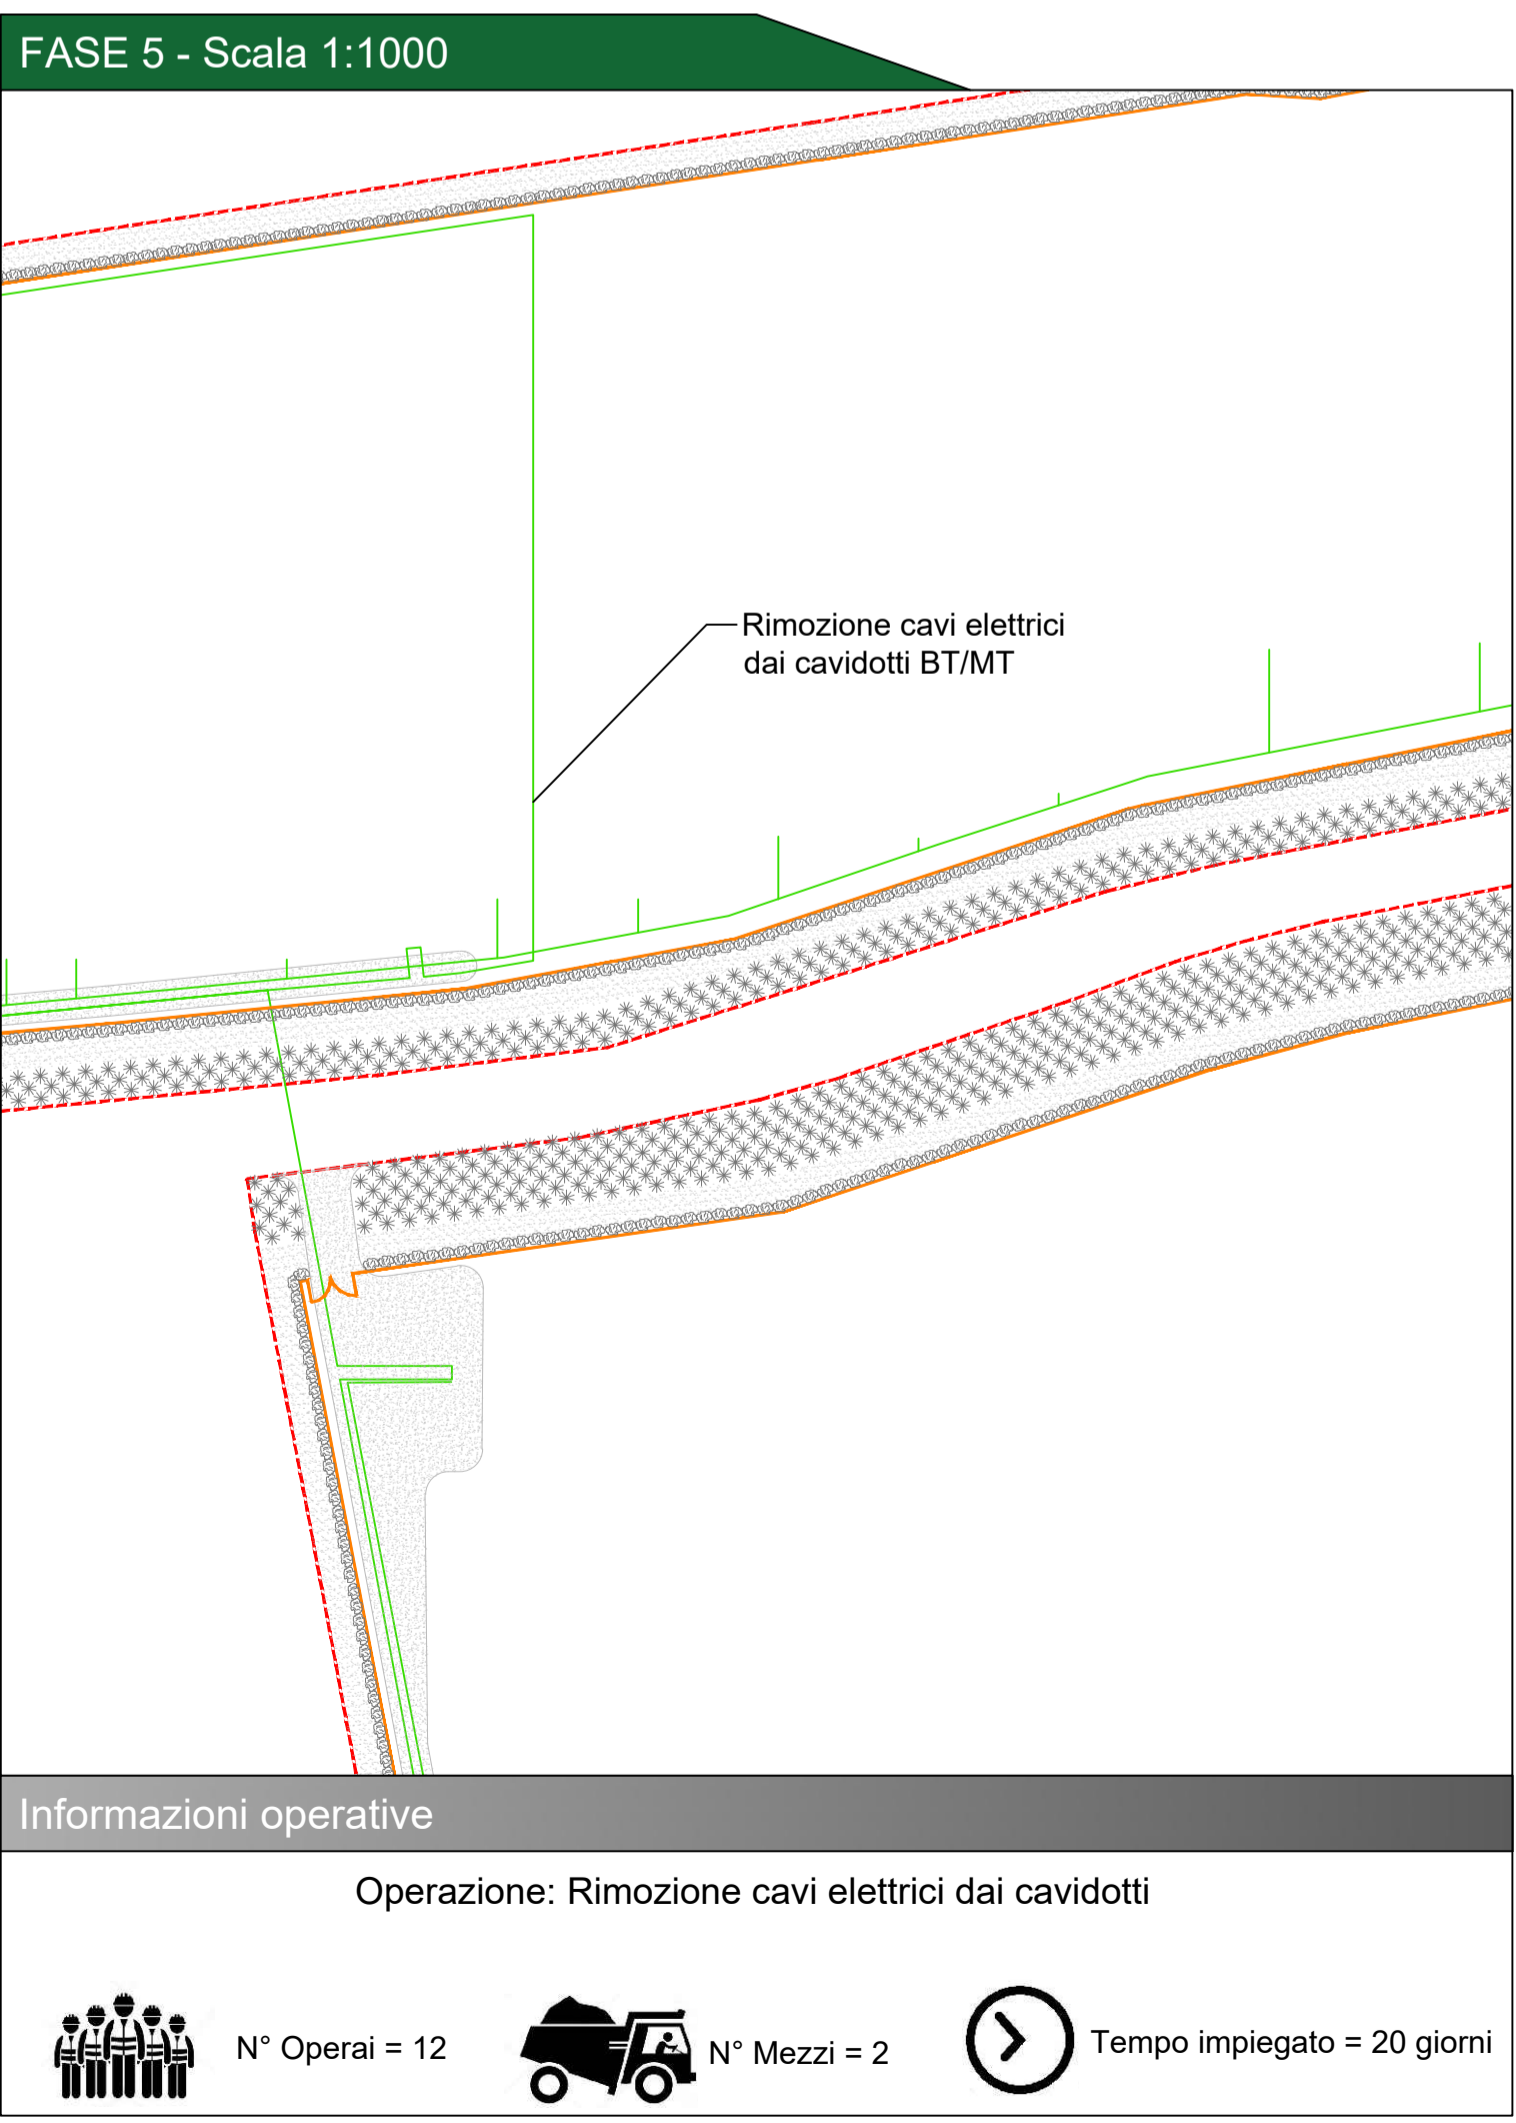 FASE 5 - Scala 1:1000
Rimozione cavi elettrici
dai cavidotti BT/MT
Informazioni operative
Operazione: Rimozione cavi elettrici dai cavidotti
N° Operai = 12
N° Mezzi = 2
Tempo impiegato = 20 giorni